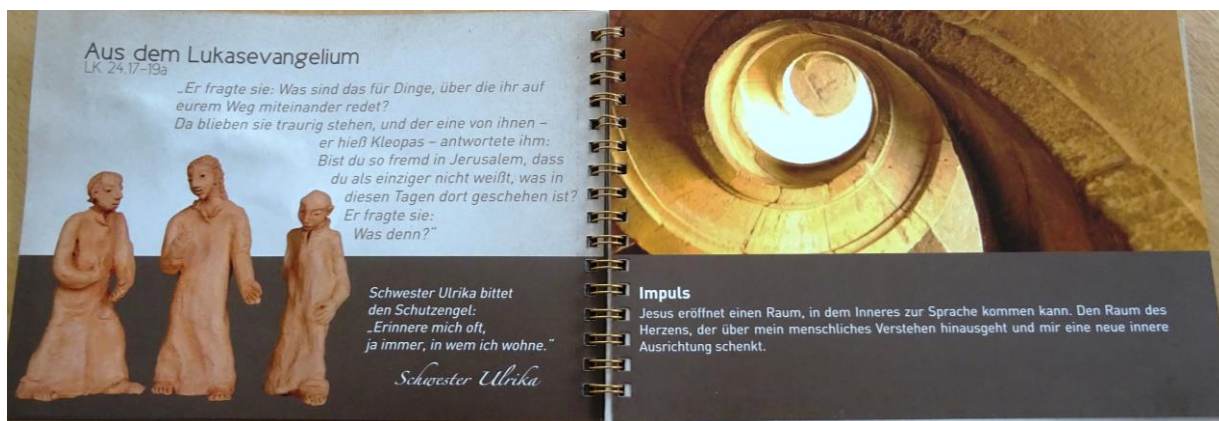 Aus dem Lukasevangelium
LK 24,17-19a
„Er fragte sie: Was sind das für Dinge, über die ihr auf
eurem Weg miteinander redet?
Da blieben sie traurig stehen, und der eine von ihnen –
er hieß Kleopas – antwortete ihm:
Bist du so fremd in Jerusalem, dass
du als einziger nicht weißt, was in
diesen Tagen dort geschehen ist?
Er fragte sie:
Was denn?“
Schwester Ulrika bittet
den Schutzengel:
„Erinnere mich oft,
ja immer, in wem ich wohne.“
Schwester Ulrika
Impuls
Jesus eröffnet einen Raum, in dem Inneres zur Sprache kommen kann. Den Raum des
Herzens, der über mein menschliches Verstehen hinausgeht und mir eine neue innere
Ausrichtung schenkt.